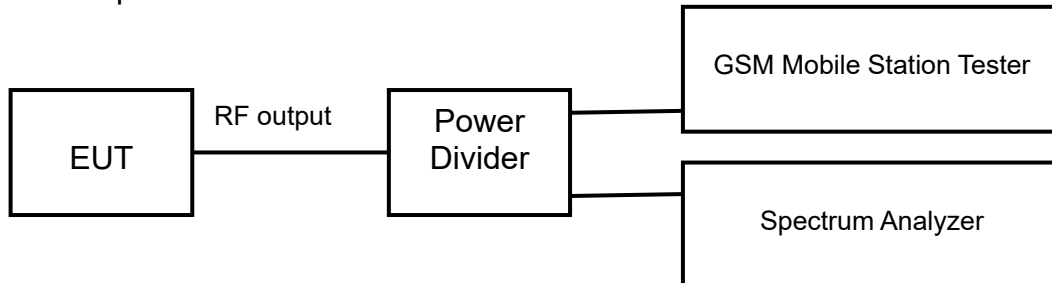 EUT
RF output
Power
Divider
GSM Mobile Station Tester
Spectrum Analyzer